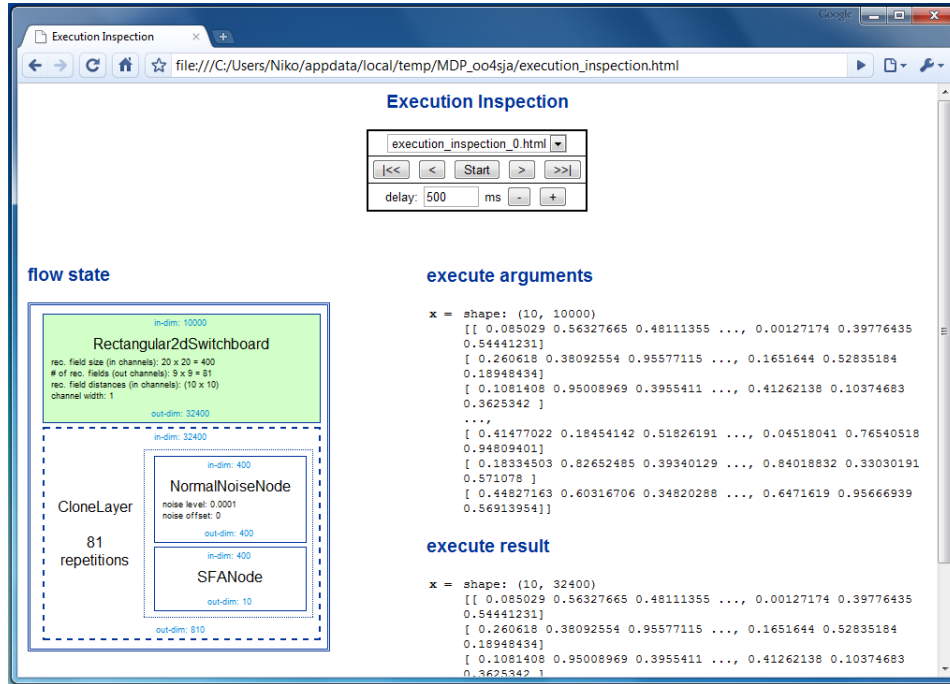 Google
Execution Inspection
file:///C:/Users/Niko/appdata/local/temp/MDP_oo4sja/execution_inspection.html
Execution Inspection
execution_inspection_0.html
|<< < Start > >>|
delay: 500 ms - +
flow state
in-dim: 10000
Rectangular2dSwitchboard
rec. field size (in channels): 20 x 20 = 400
# of rec. fields (out channels): 9 x 9 = 81
rec. field distances (in channels): (10 x 10)
channel width: 1
out-dim: 32400
in-dim: 32400
CloneLayer
81
repetitions
in-dim: 400
NormalNoiseNode
noise level: 0.0001
noise offset: 0
out-dim: 400
in-dim: 400
SFANode
out-dim: 10
out-dim: 810
execute arguments
x = shape: (10, 10000)
[[ 0.085029 0.56327665 0.48111355 ..., 0.00127174 0.39776435
0.54441231]
[ 0.260618 0.38092554 0.95577115 ..., 0.1651644 0.52835184
0.18948434]
[ 0.1081408 0.95008969 0.3955411 ..., 0.41262138 0.10374683
0.3625342 ]
...,
[ 0.41477022 0.18454142 0.51826191 ..., 0.04518041 0.76540518
0.94809401]
[ 0.18334503 0.82652485 0.39340129 ..., 0.84018832 0.33030191
0.571078 ]
[ 0.44827163 0.60316706 0.34820288 ..., 0.6471619 0.95666939
0.56913954]]
execute result
x = shape: (10, 32400)
[[ 0.085029 0.56327665 0.48111355 ..., 0.00127174 0.39776435
0.54441231]
[ 0.260618 0.38092554 0.95577115 ..., 0.1651644 0.52835184
0.18948434]
[ 0.1081408 0.95008969 0.3955411 ..., 0.41262138 0.10374683
0.3625342 ]